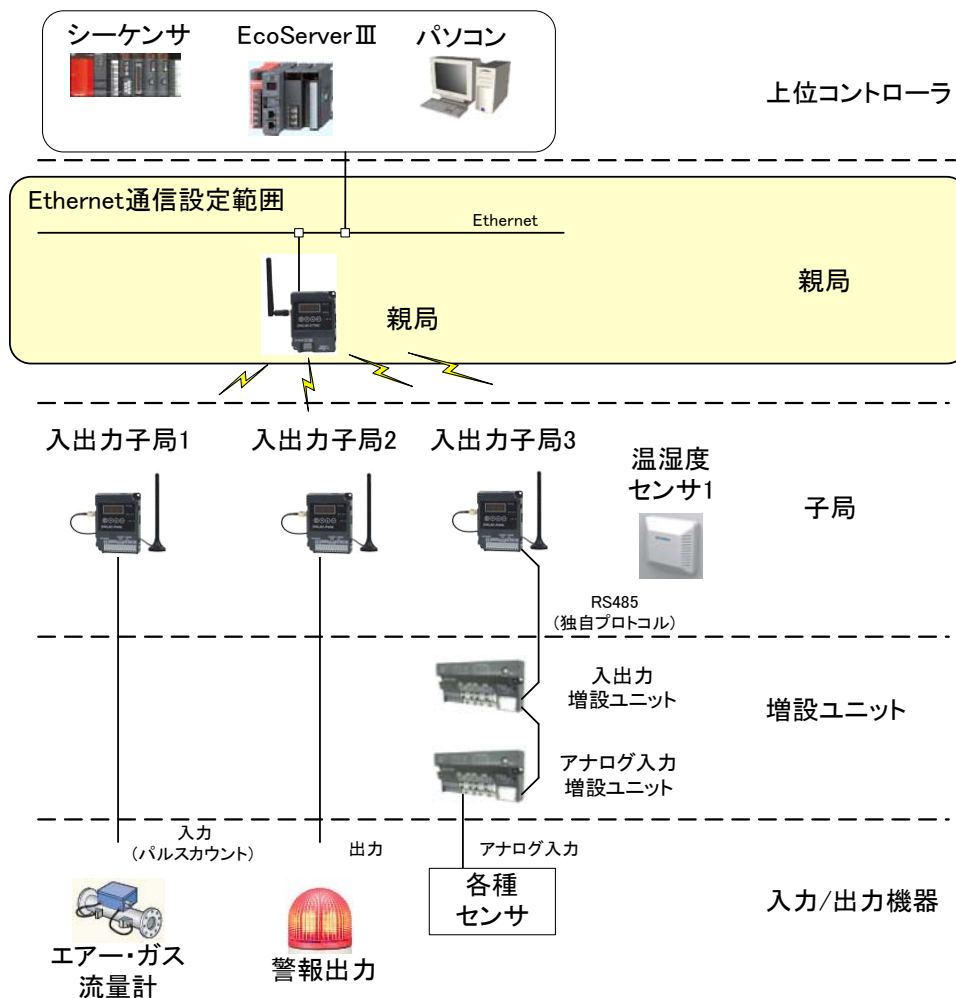 シーケンサ
EcoServerⅢ
パソコン
上位コントローラ
Ethernet通信設定範囲
Ethernet
親局
親局
入出力子局1
入出力子局2
入出力子局3
温湿度
センサ1
子局
RS485
(独自プロトコル)
入出力
増設ユニット
増設ユニット
アナログ入力
増設ユニット
入力
(パルスカウント)
出力
アナログ入力
各種
センサ
入力/出力機器
エアー・ガス
流量計
警報出力